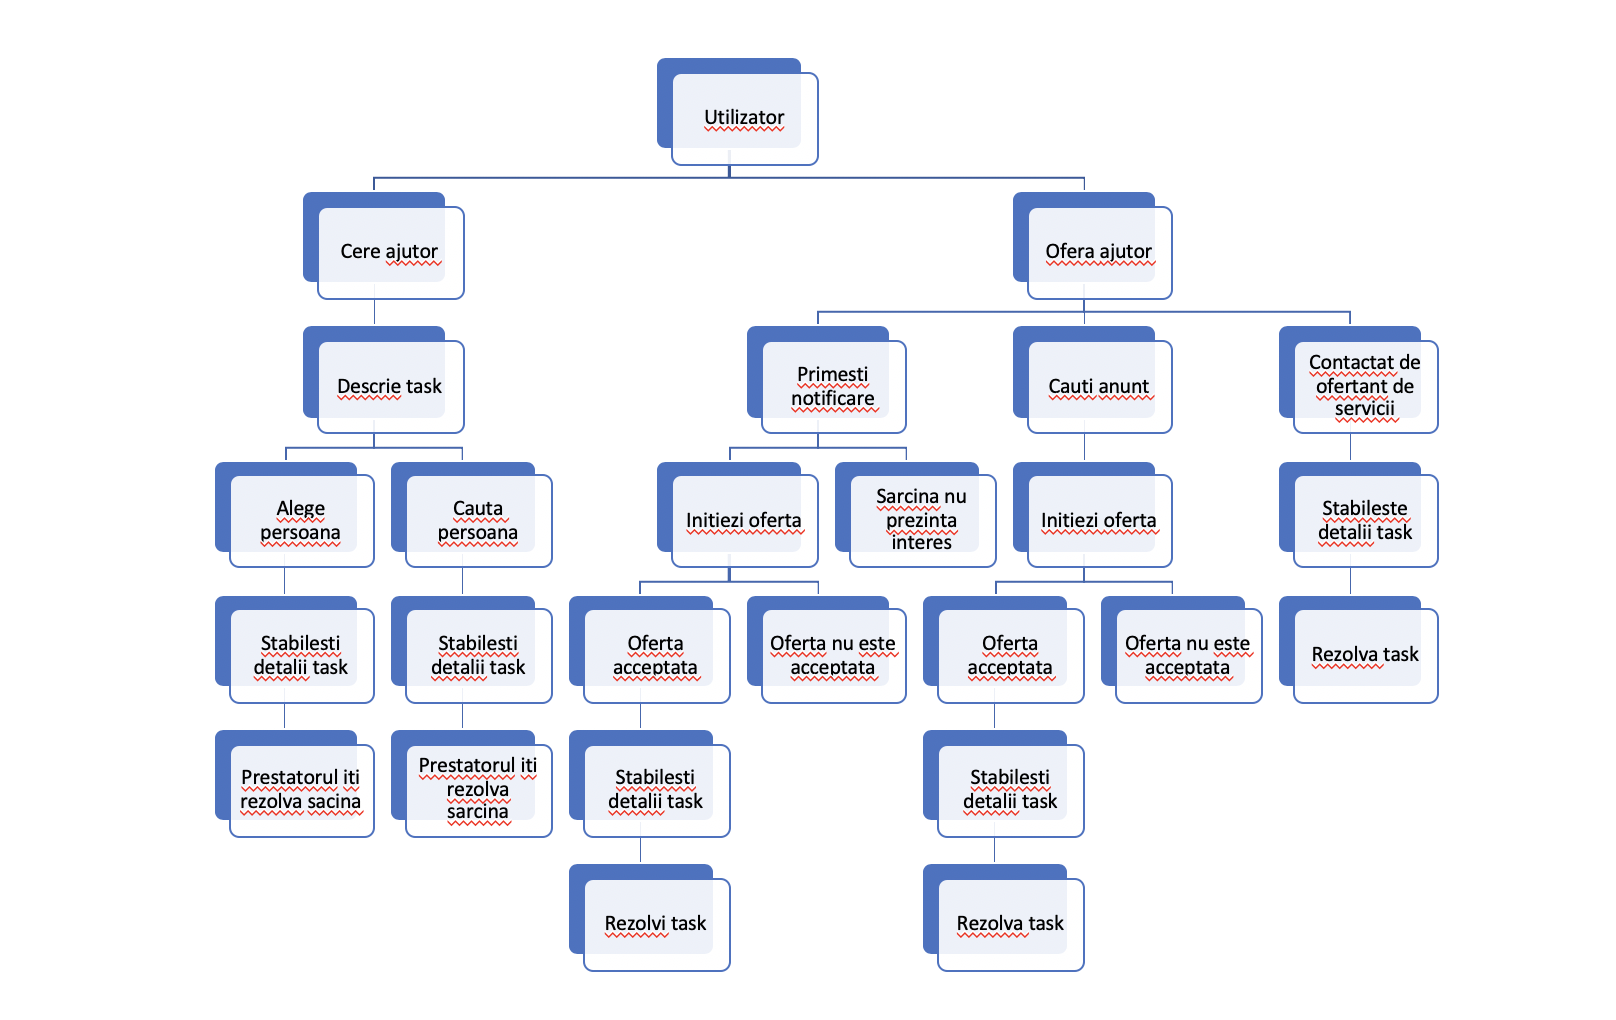 Utilizator
Cere ajutor
Ofera ajutor
Descrie task
Primesti
notificare
Cauti anunt
Contactat de
ofertant de
servicii
Alege
persoana
Cauta
persoana
Initiezi oferta
Sarcina nu
prezinta
interes
Initiezi oferta
Stabileste
detalii task
Stabilesti
detalii task
Stabilesti
detalii task
Oferta
acceptata
Oferta nu este
acceptata
Oferta
acceptata
Oferta nu este
acceptata
Rezolva task
Prestatorul iti
rezolva sacina
Prestatorul iti
rezolva
sarcina
Stabilesti
detalii task
Stabilesti
detalii task
Rezolvi task
Rezolva task